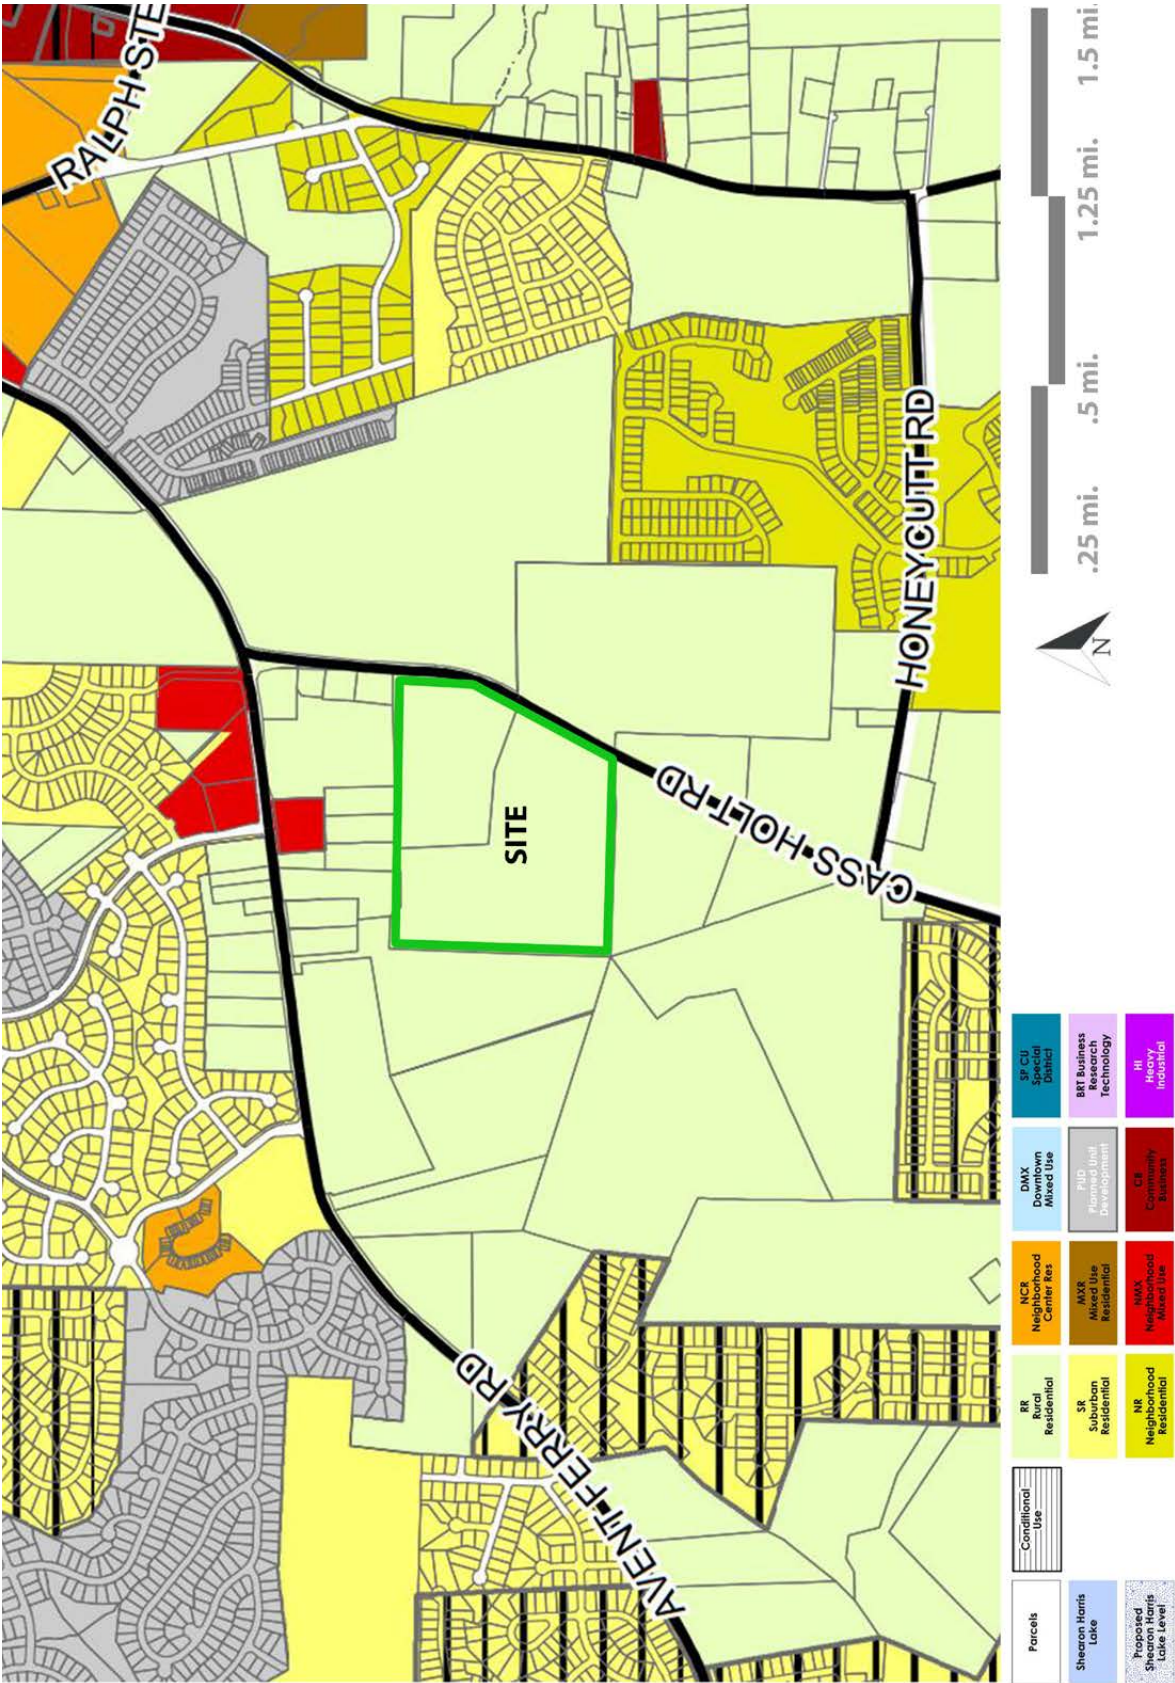 RALPH STE
HONEYCUTT RD
CASS HOLT RD
AVENT FERRY RD
SITE
.25 mi.
.5 mi.
1.25 mi.
1.5 mi.
N
Parcels
Shearon Harris
Lake
Proposed
Shearon Harris
Lake Level
Conditional
Use
RR
Rural
Residential
SR
Suburban
Residential
NR
Neighborhood
Residential
NCR
Neighborhood
Center Res
MXR
Mixed Use
Residential
NMX
Neighborhood
Mixed Use
DMX
Downtown
Mixed Use
PUD
Planned Unit
Development
CB
Community
Business
SP CU
Special
District
BRT Business
Research
Technology
HI
Heavy
Industrial